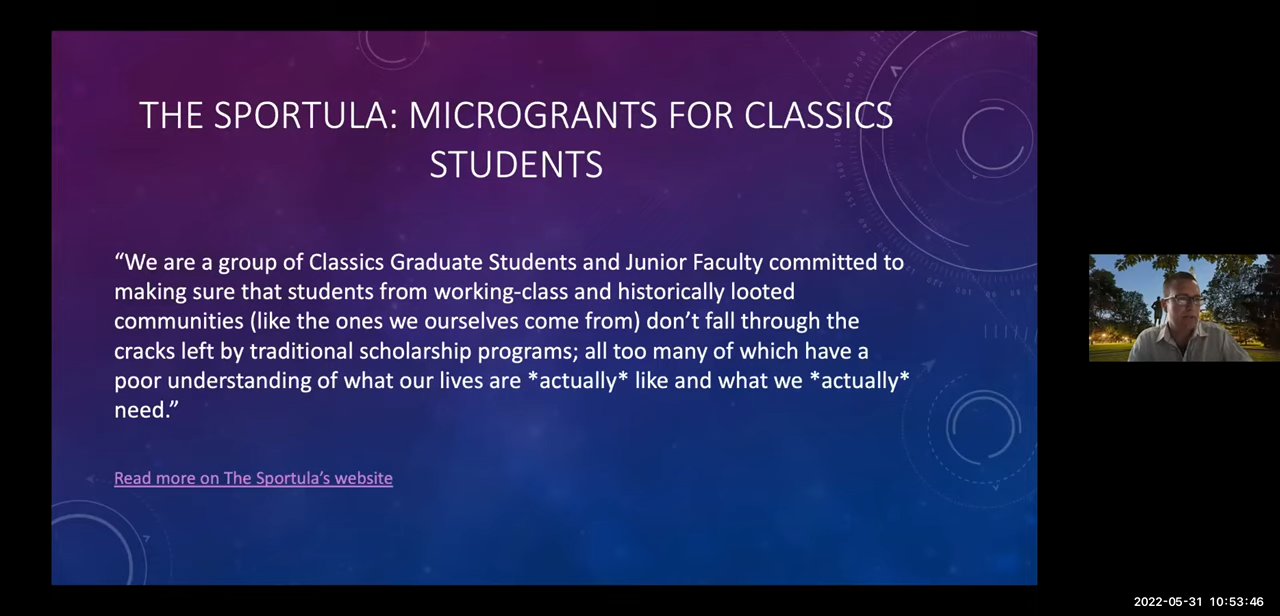 THE SPORTULA: MICROGRANTS FOR CLASSICS
STUDENTS
“We are a group of Classics Graduate Students and Junior Faculty committed to
making sure that students from working-class and historically looted
communities (like the ones we ourselves come from) don’t fall through the
cracks left by traditional scholarship programs; all too many of which have a
poor understanding of what our lives are *actually* like and what we *actually*
need.”
Read more on The Sportula’s website
2022-05-31 10:53:46